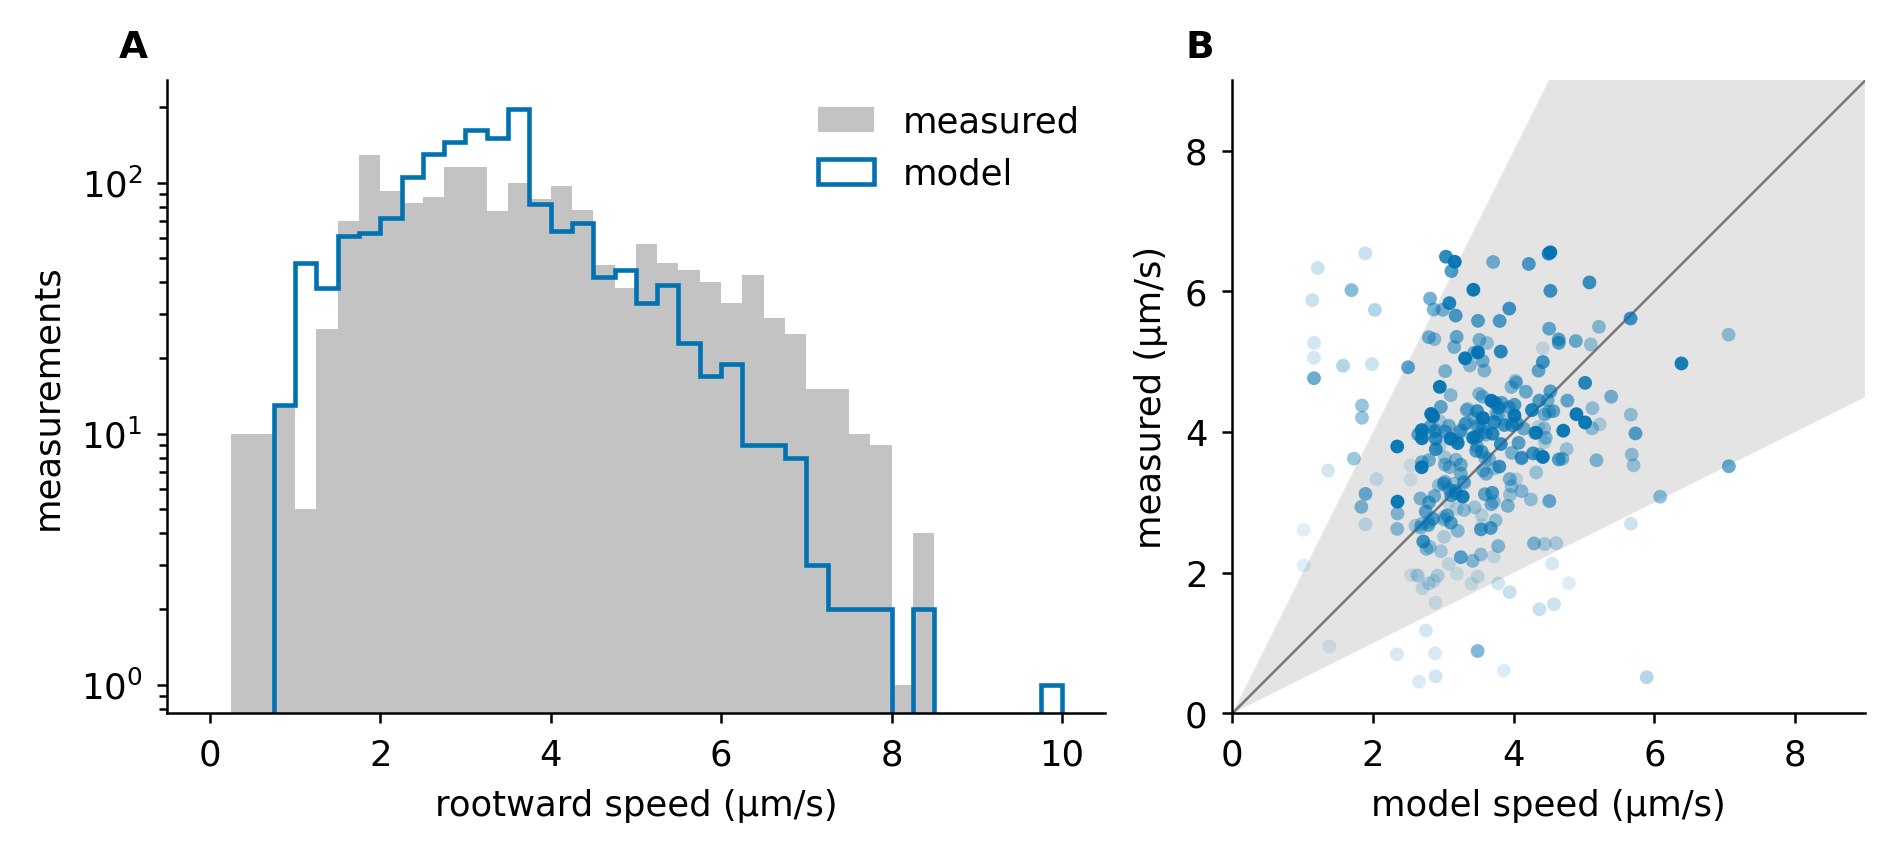 A
measured
model
10²
10¹
10⁰
measurements
0 2 4 6 8 10
rootward speed (µm/s)
B
8
6
4
2
0
measured (µm/s)
0 2 4 6 8
model speed (µm/s)